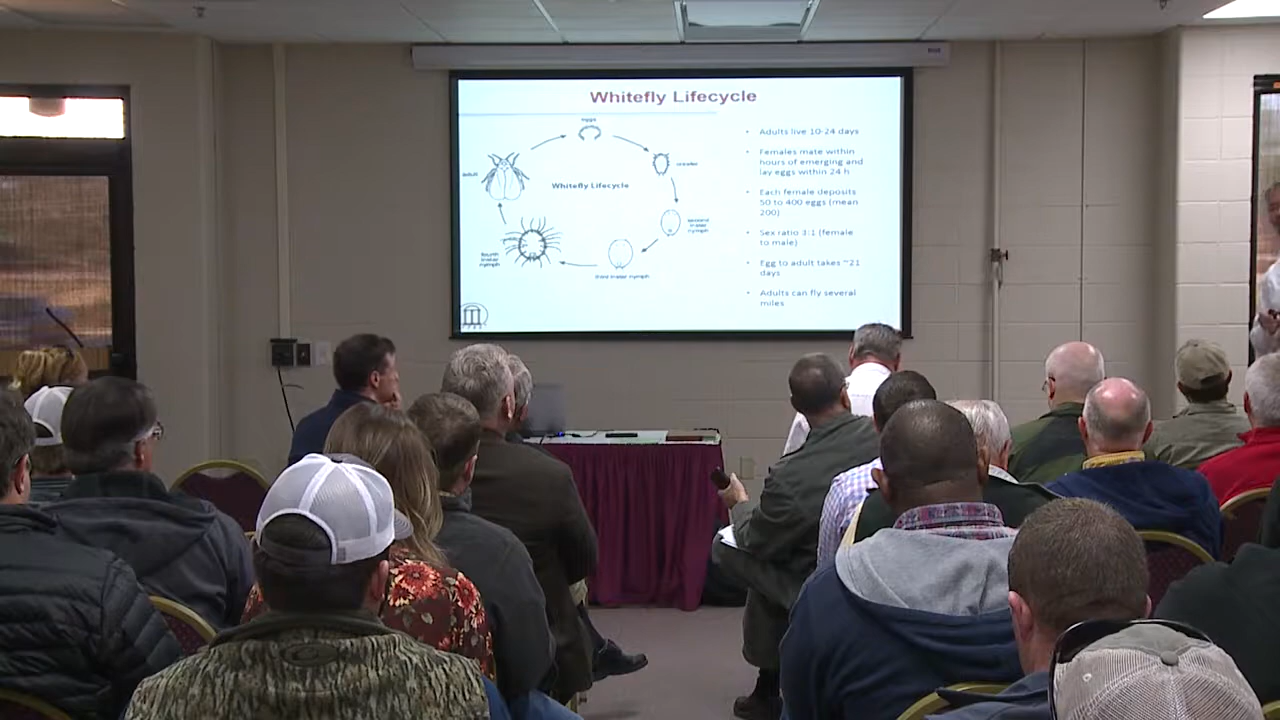 Whitefly Lifecycle
eggs
crawler
second
instar
nymph
third instar nymph
fourth
instar
nymph
adult
Whitefly Lifecycle
• Adults live 10-24 days
• Females mate within
hours of emerging and
lay eggs within 24 h
• Each female deposits
50 to 400 eggs (mean
200)
• Sex ratio 3:1 (female
to male)
• Egg to adult takes ~21
days
• Adults can fly several
miles